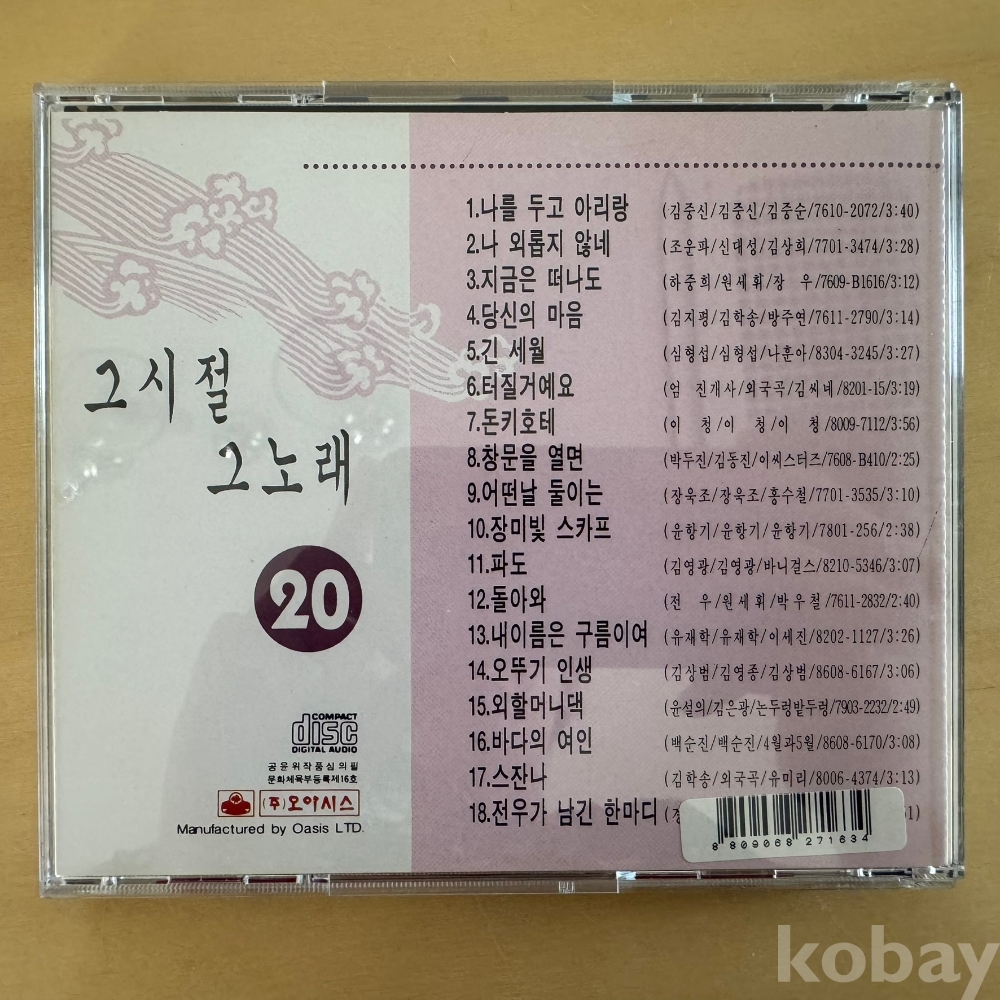 그시절
그노래
20
COMPACT
disc
DIGITAL AUDIO
공윤위작품심의필
문화체육부등록제16호
(주)오아시스
Manufactured by Oasis LTD.
1.나를 두고 아리랑 (김중신/김중신/김중순/7610-2072/3:40)
2.나 외롭지 않네 (조운파/신대성/김상희/7701-3474/3:28)
3.지금은 떠나도 (하중희/원세휘/장 우/7609-B1616/3:12)
4.당신의 마음 (김지평/김학송/방주연/7611-2790/3:14)
5.긴 세월 (심형섭/심형섭/나훈아/8304-3245/3:27)
6.터질거예요 (엄 진개사/외국곡/김씨네/8201-15/3:19)
7.돈키호테 (이 청/이 청/이 청/8009-7112/3:56)
8.창문을 열면 (박두진/김동진/이씨스터즈/7608-B410/2:25)
9.어떤날 둘이는 (장욱조/장욱조/홍수철/7701-3535/3:10)
10.장미빛 스카프 (윤항기/윤항기/윤항기/7801-256/2:38)
11.파도 (김영광/김영광/바니걸스/8210-5346/3:07)
12.돌아와 (전 우/원세휘/박우철/7611-2832/2:40)
13.내이름은 구름이여 (유재학/유재학/이세진/8202-1127/3:26)
14.오뚜기 인생 (김상범/김영종/김상범/8608-6167/3:06)
15.외할머니댁 (윤설의/김은광/논두렁밭두렁/7903-2232/2:49)
16.바다의 여인 (백순진/백순진/4월과5월/8608-6170/3:08)
17.스잔나 (김학송/외국곡/유미리/8006-4374/3:13)
18.전우가 남긴 한마디
8 809068 271634
kobay